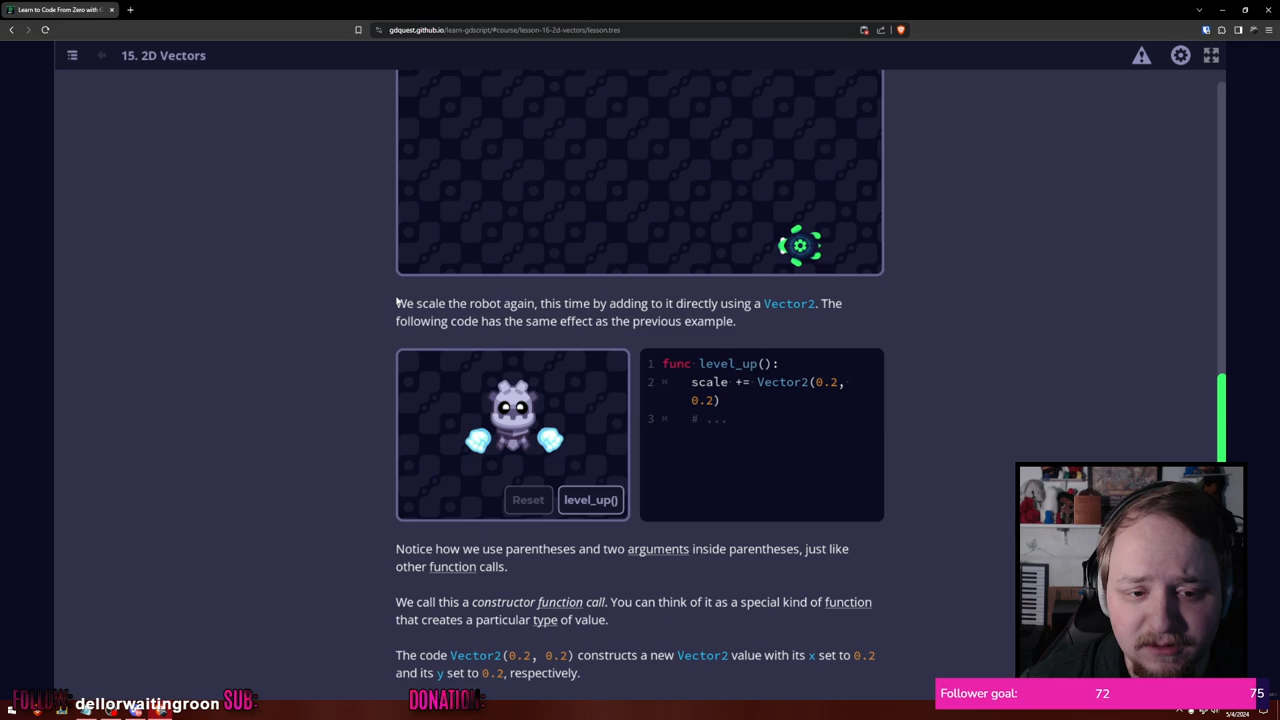 Learn to Code From Zero with
gdquest.github.io/learn-gdscript/#course/lesson-16-2d-vectors/lesson.tres
15. 2D Vectors
We scale the robot again, this time by adding to it directly using a Vector2. The
following code has the same effect as the previous example.
1 func level_up():
2 scale += Vector2(0.2,
0.2)
3 # ...
Reset level_up()
Notice how we use parentheses and two arguments inside parentheses, just like
other function calls.
We call this a constructor function call. You can think of it as a special kind of function
that creates a particular type of value.
The code Vector2(0.2, 0.2) constructs a new Vector2 value with its x set to 0.2
and its y set to 0.2, respectively.
FOLLOW: dellorwaitingroon SUB: DONATION:
Follower goal: 72 75
5/4/2024